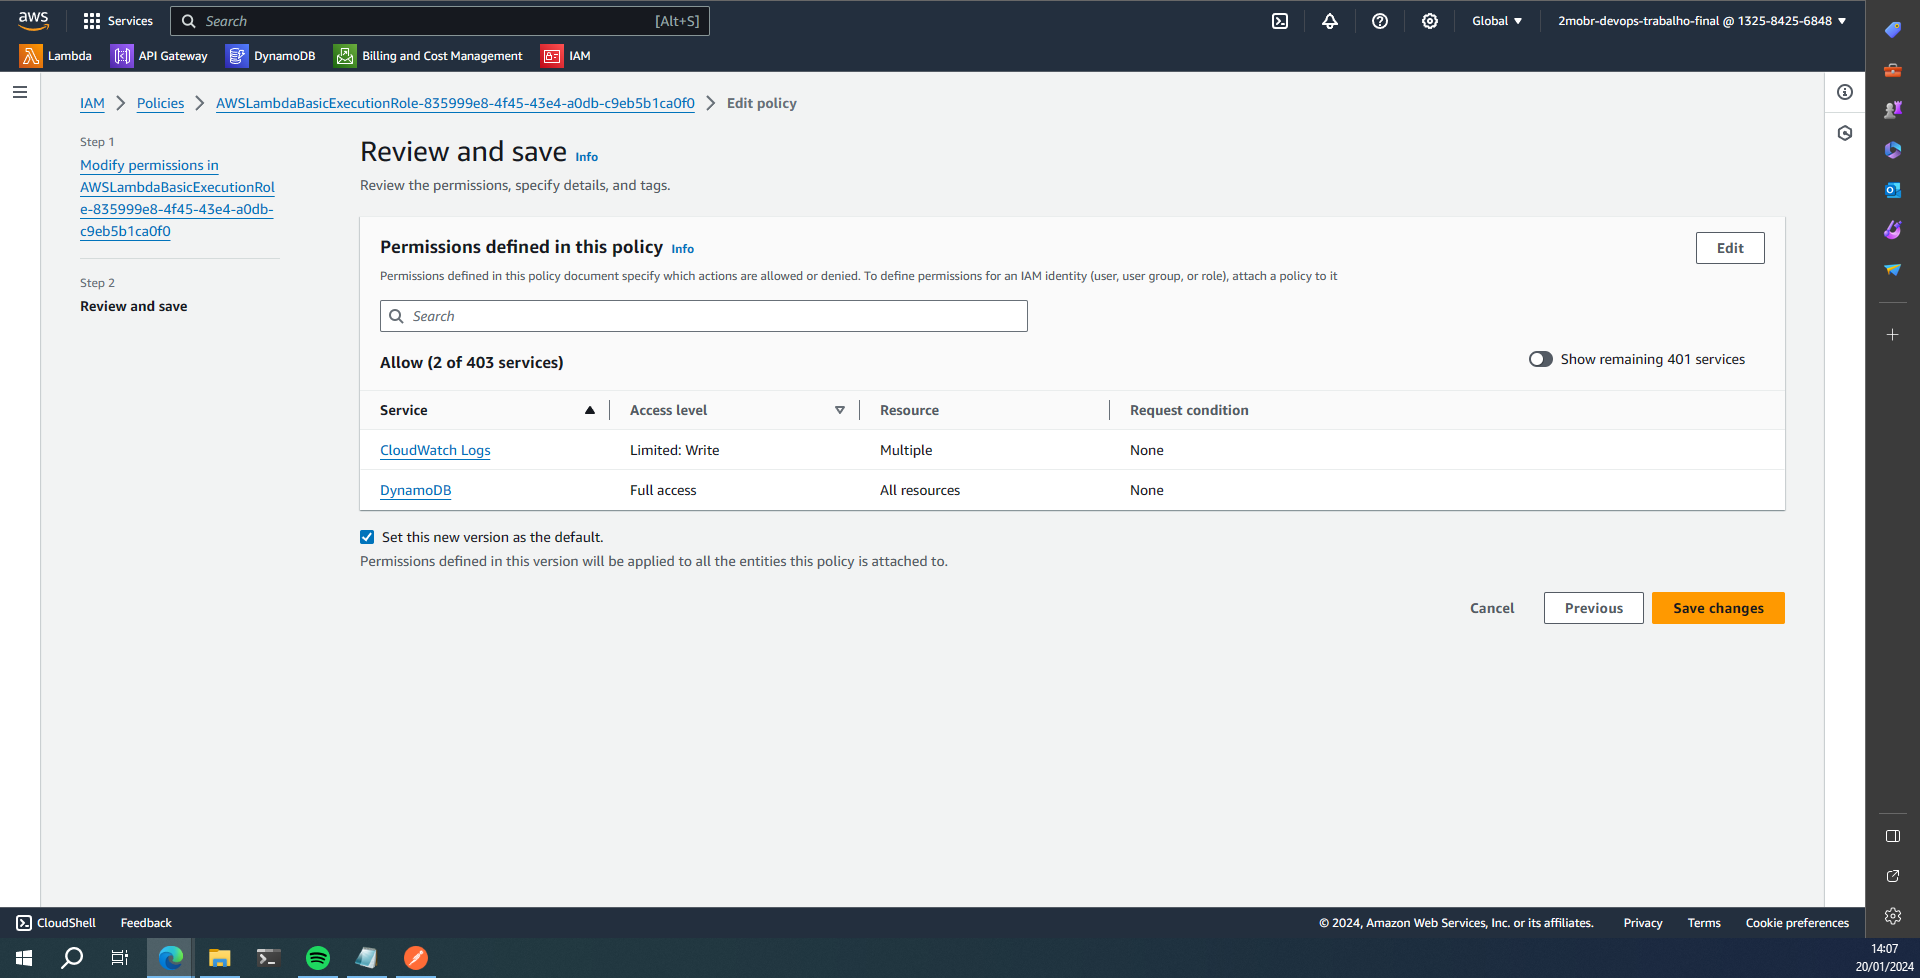 aws
Services
Search [Alt+S]
Global
2mobr-devops-trabalho-final @ 1325-8425-6848
Lambda
API Gateway
DynamoDB
Billing and Cost Management
IAM
IAM
Policies
AWSLambdaBasicExecutionRole-835999e8-4f45-43e4-a0db-c9eb5b1ca0f0
Edit policy
Step 1
Modify permissions in
AWSLambdaBasicExecutionRol
e-835999e8-4f45-43e4-a0db-
c9eb5b1ca0f0
Step 2
Review and save
Review and save Info
Review the permissions, specify details, and tags.
Permissions defined in this policy Info
Edit
Permissions defined in this policy document specify which actions are allowed or denied. To define permissions for an IAM identity (user, user group, or role), attach a policy to it
Search
Allow (2 of 403 services)
Show remaining 401 services
Service Access level Resource Request condition
CloudWatch Logs Limited: Write Multiple None
DynamoDB Full access All resources None
Set this new version as the default.
Permissions defined in this version will be applied to all the entities this policy is attached to.
Cancel Previous Save changes
CloudShell Feedback
© 2024, Amazon Web Services, Inc. or its affiliates. Privacy Terms Cookie preferences
14:07
20/01/2024